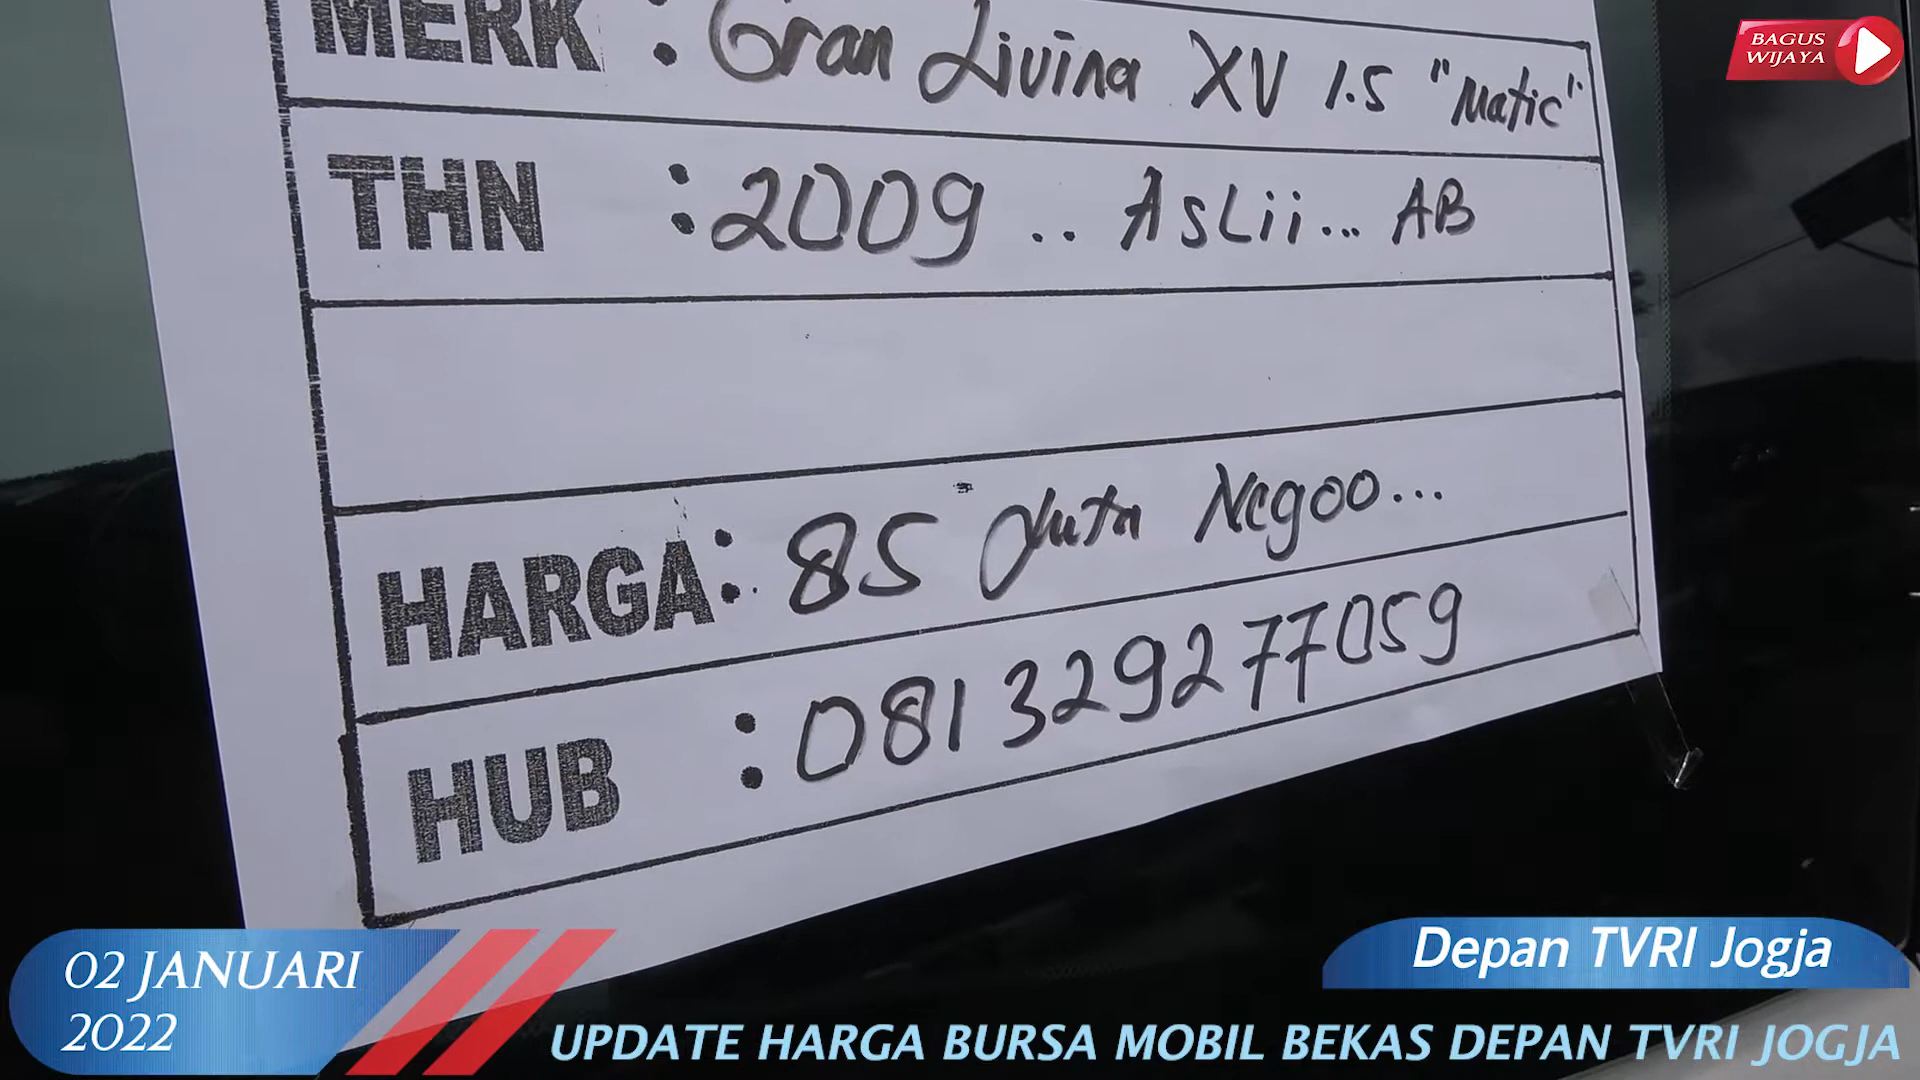 MERK : Gran Livina XV 1.5 "Matic"
BAGUS
WIJAYA
THN : 2009 .. AsLii... AB
HARGA : 85 Juta Negoo...
HUB : 081329277059
02 JANUARI
2022
Depan TVRI Jogja
UPDATE HARGA BURSA MOBIL BEKAS DEPAN TVRI JOGJA